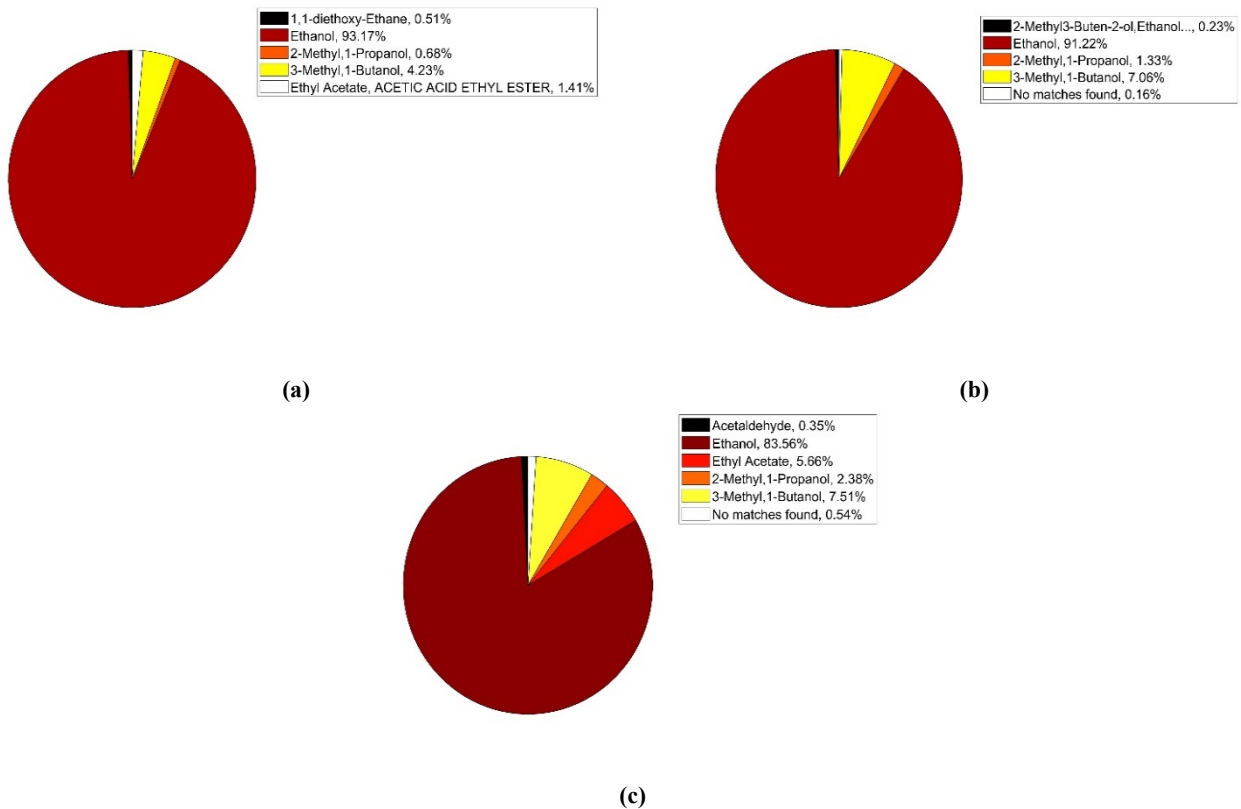 1,1-diethoxy-Ethane, 0.51%
Ethanol, 93.17%
2-Methyl,1-Propanol, 0.68%
3-Methyl,1-Butanol, 4.23%
Ethyl Acetate, ACETIC ACID ETHYL ESTER, 1.41%
(a)
2-Methyl3-Buten-2-ol,Ethanol..., 0.23%
Ethanol, 91.22%
2-Methyl,1-Propanol, 1.33%
3-Methyl,1-Butanol, 7.06%
No matches found, 0.16%
(b)
Acetaldehyde, 0.35%
Ethanol, 83.56%
Ethyl Acetate, 5.66%
2-Methyl,1-Propanol, 2.38%
3-Methyl,1-Butanol, 7.51%
No matches found, 0.54%
(c)